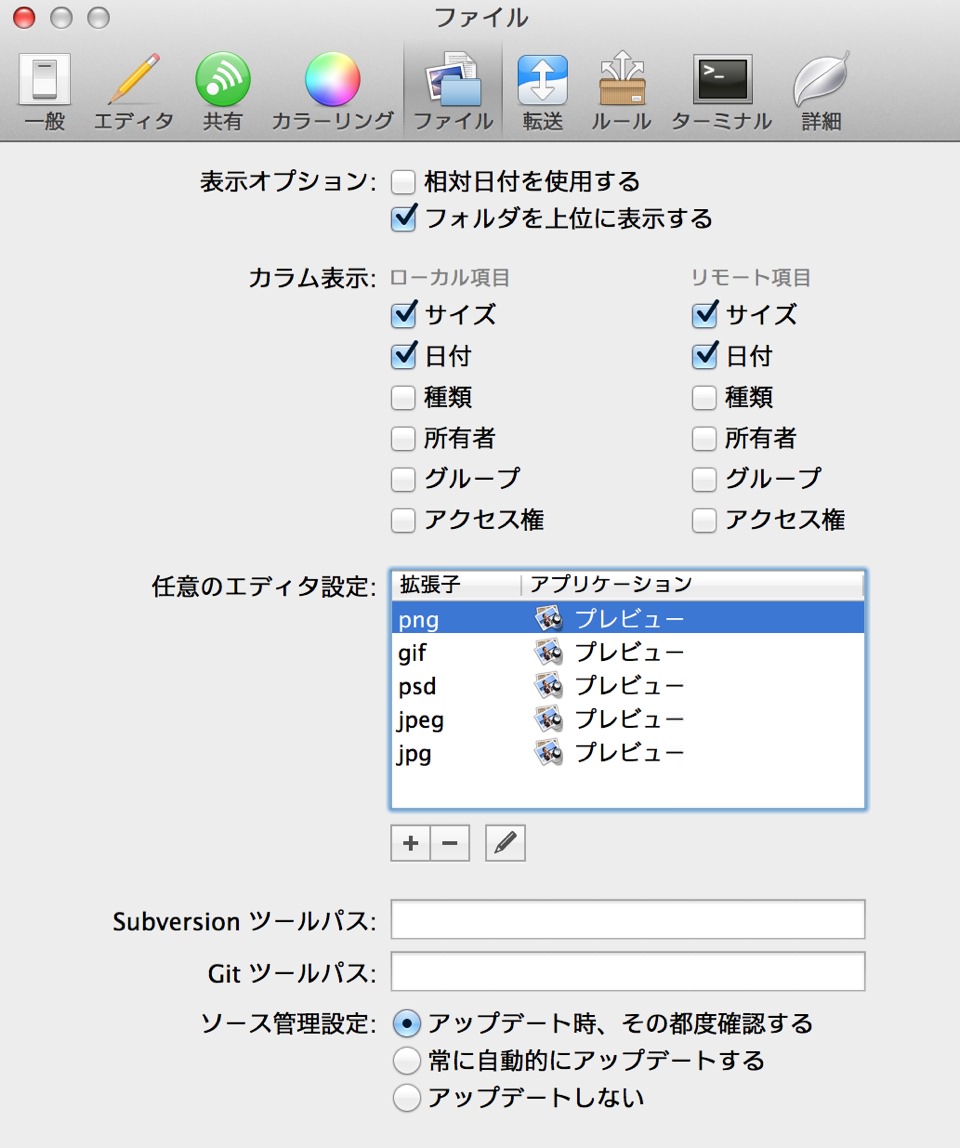 ファイル
一般 エディタ 共有 カラーリング ファイル 転送 ルール ターミナル 詳細
表示オプション: 相対日付を使用する
フォルダを上位に表示する
カラム表示: ローカル項目 リモート項目
サイズ サイズ
日付 日付
種類 種類
所有者 所有者
グループ グループ
アクセス権 アクセス権
任意のエディタ設定: 拡張子 アプリケーション
png プレビュー
gif プレビュー
psd プレビュー
jpeg プレビュー
jpg プレビュー
Subversion ツールパス:
Git ツールパス:
ソース管理設定: アップデート時、その都度確認する
常に自動的にアップデートする
アップデートしない